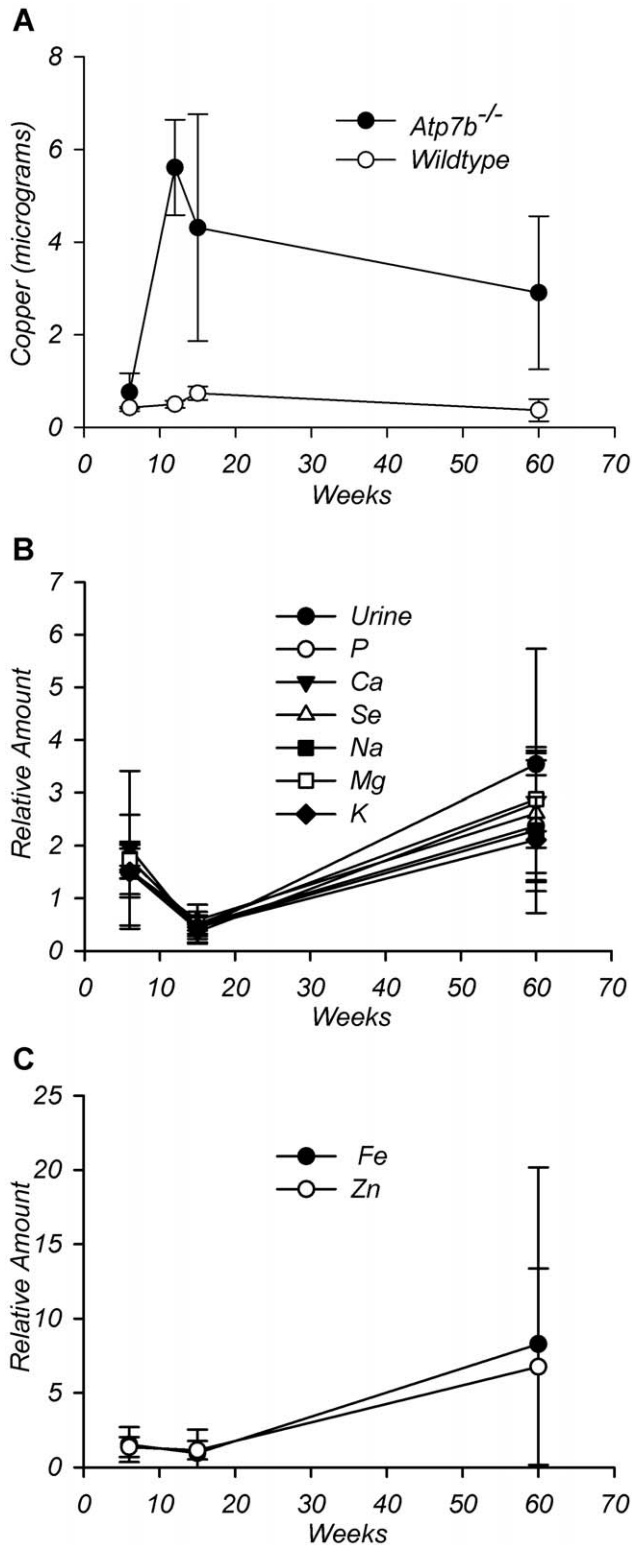 A
8
6
4
2
0
Copper (micrograms)
Atp7b-/-
Wildtype
0 10 20 30 40 50 60 70
Weeks
B
7
6
5
4
3
2
1
0
Relative Amount
Urine
P
Ca
Se
Na
Mg
K
0 10 20 30 40 50 60 70
Weeks
C
25
20
15
10
5
0
Relative Amount
Fe
Zn
0 10 20 30 40 50 60 70
Weeks